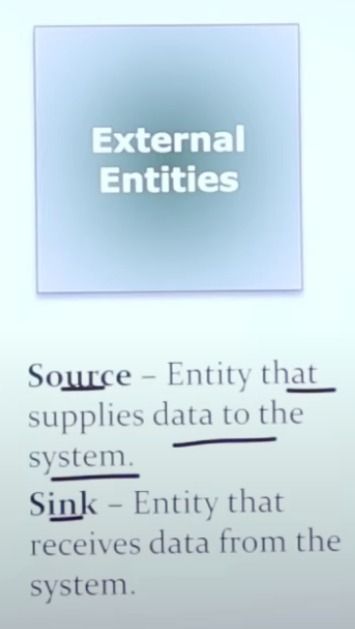 External
Entities
Source – Entity that
supplies data to the
system.
Sink – Entity that
receives data from the
system.